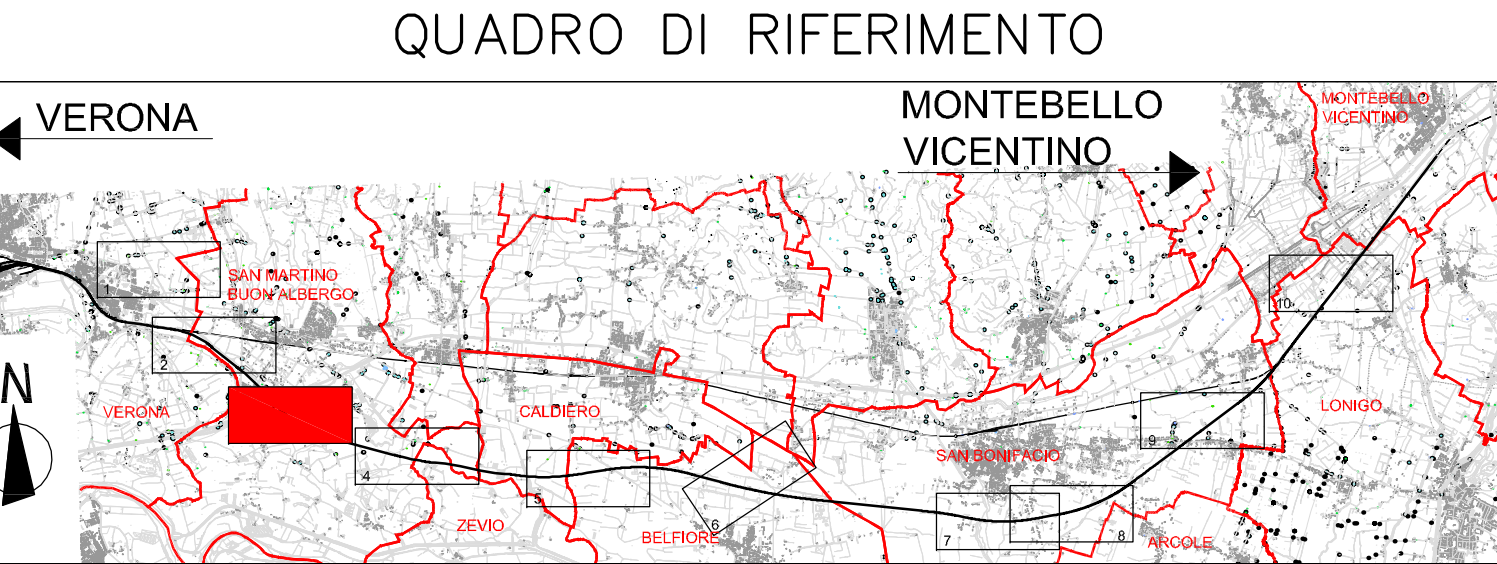 QUADRO DI RIFERIMENTO
VERONA
MONTEBELLO
VICENTINO
MONTEBELLO
VICENTINO
1
SAN MARTINO
BUON ALBERGO
10
2
N
VERONA
CALDIERO
LONIGO
4
9
SAN BONIFACIO
5
6
ZEVIO
BELFIORE
7
8
ARCOLE